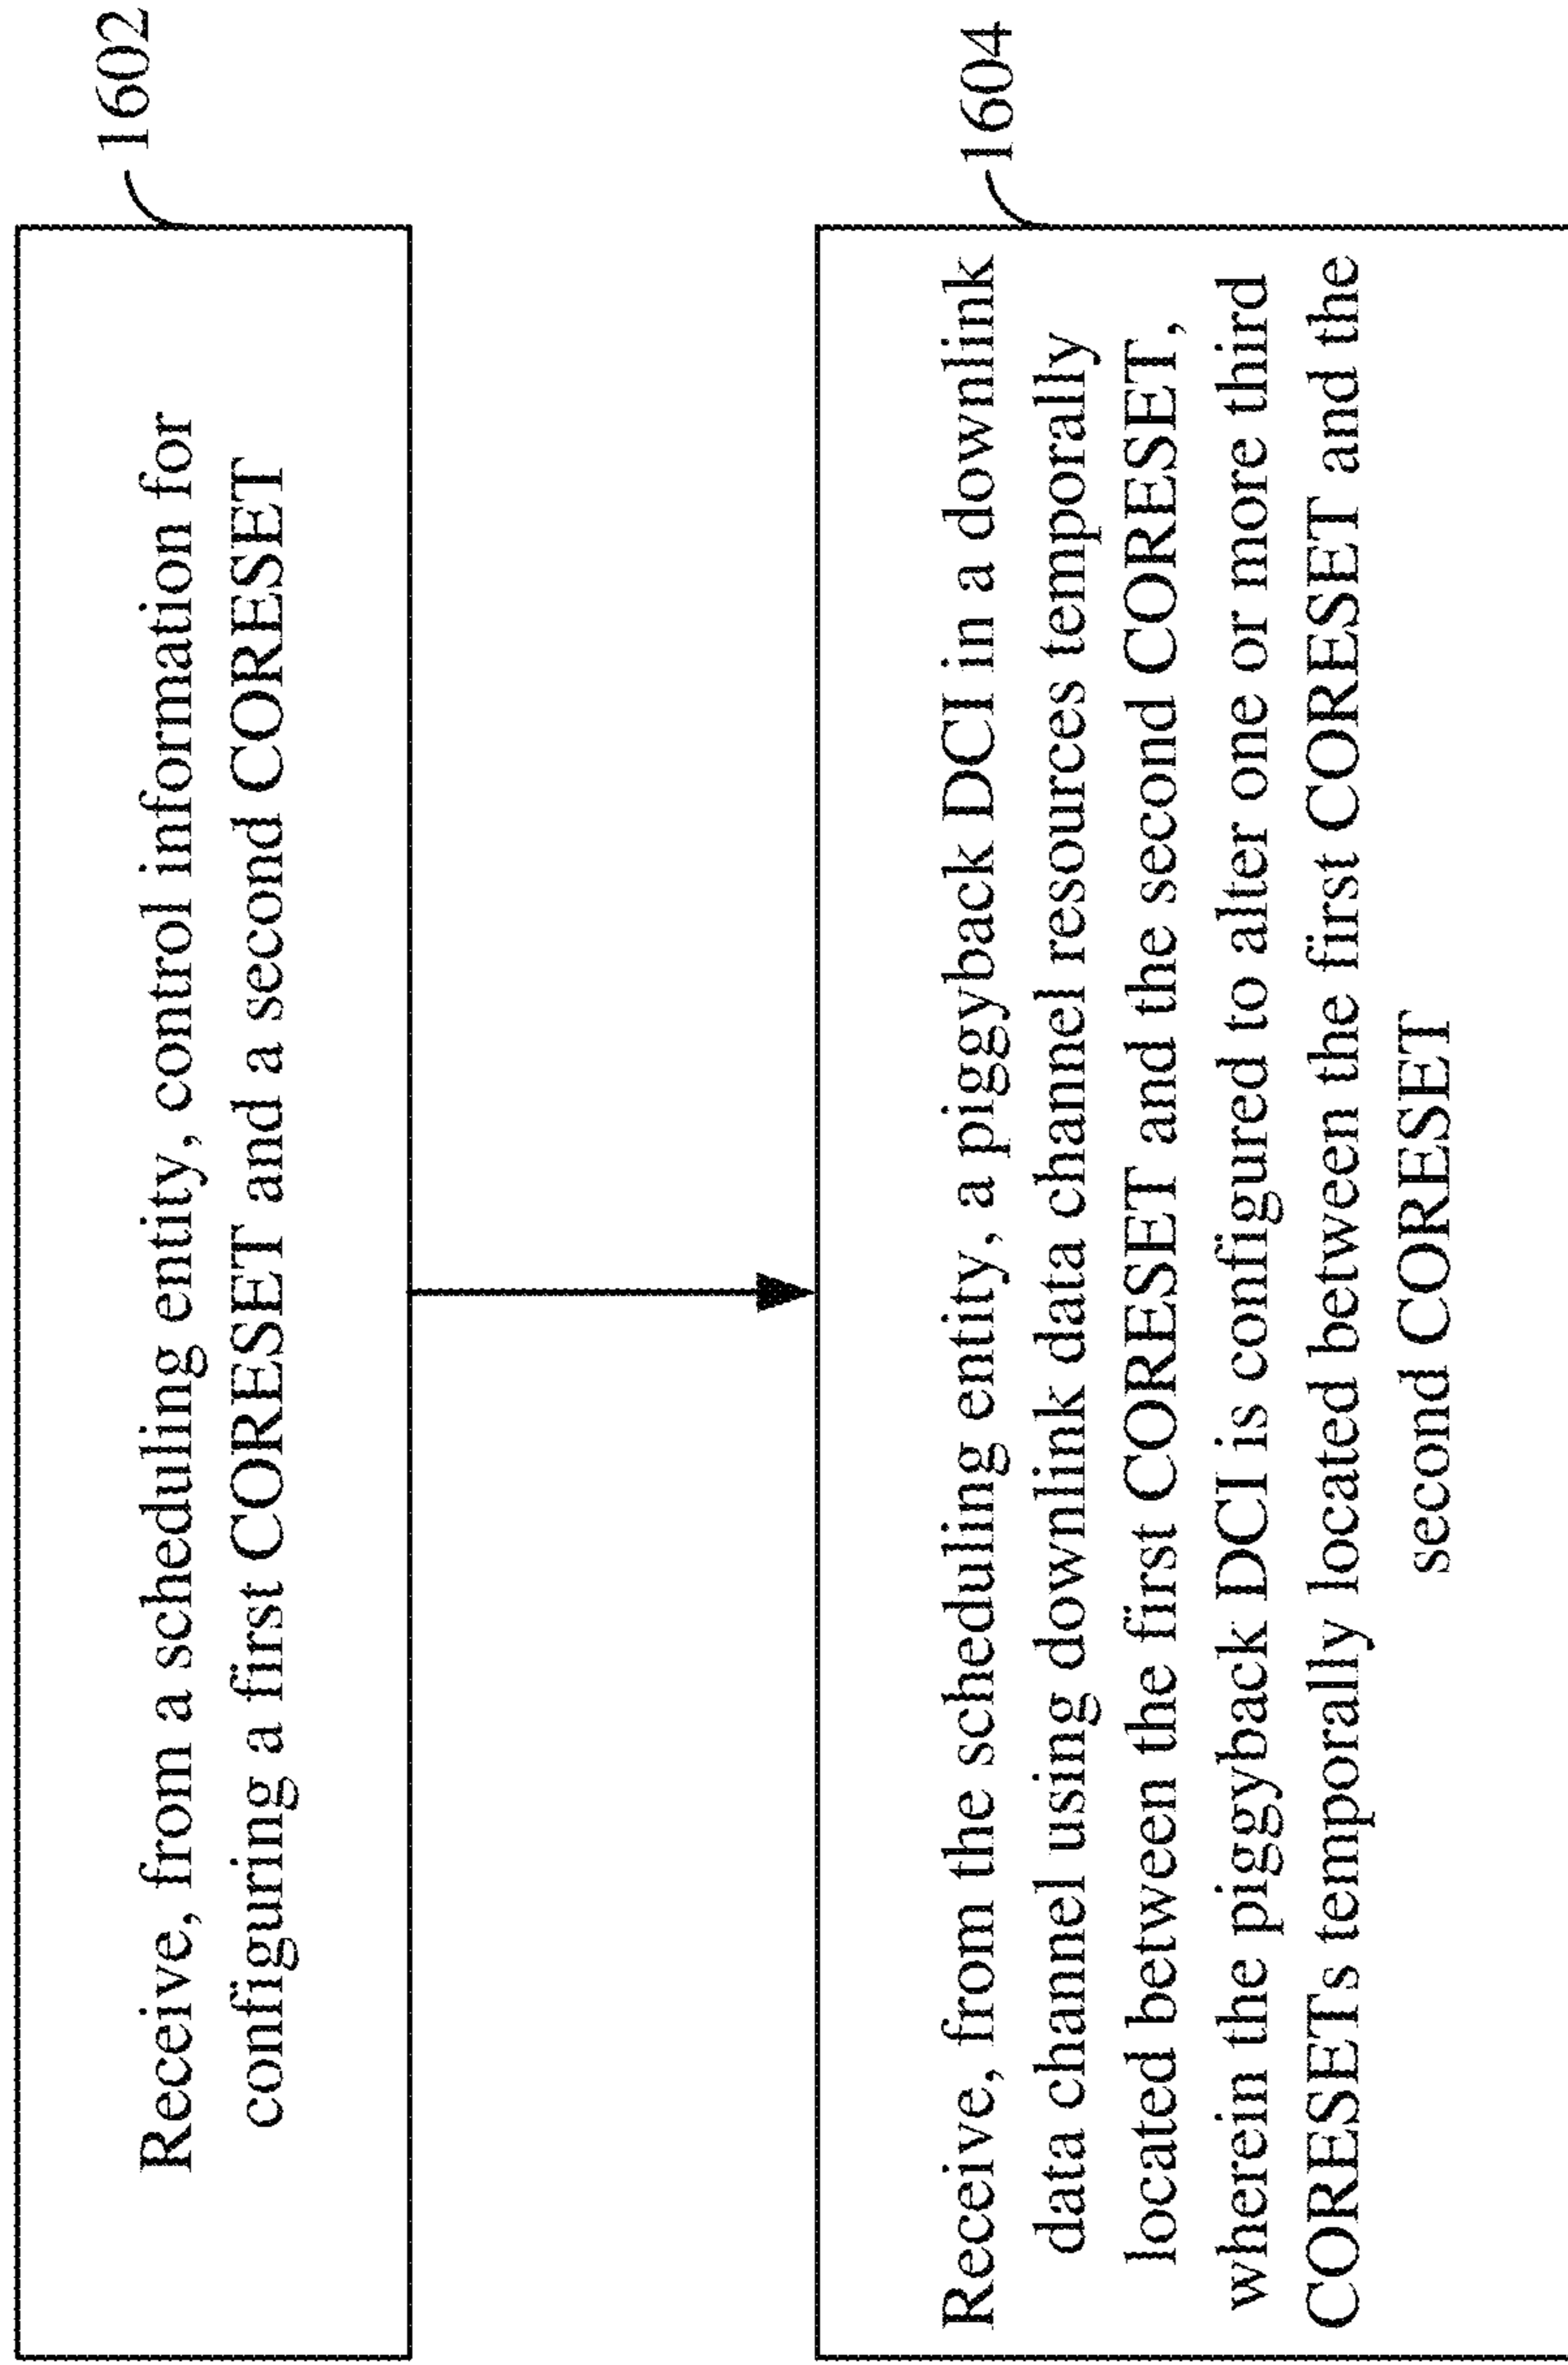 Receive, from a scheduling entity, control information for
configuring a first CORESET and a second CORESET
1602
Receive, from the scheduling entity, a piggyback DCI in a downlink
data channel using downlink data channel resources temporally
located between the first CORESET and the second CORESET,
wherein the piggyback DCI is configured to alter one or more third
CORESETs temporally located between the first CORESET and the
second CORESET
1604